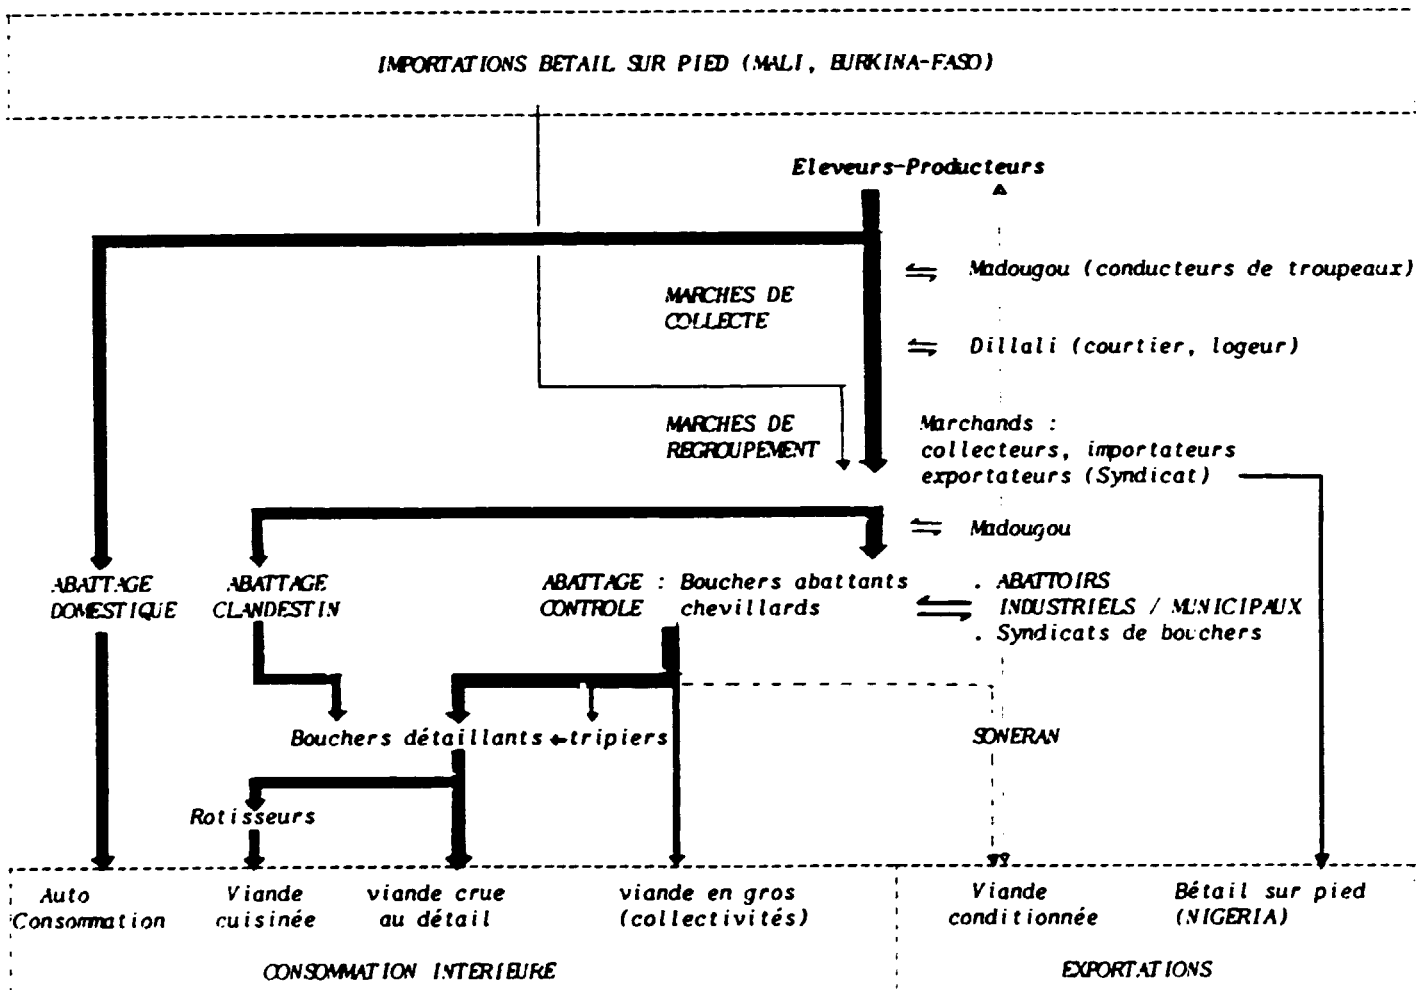 IMPORTATIONS BETAIL SUR PIED (MALI, BURKINA-FASO)
Eleveurs-Producteurs
Madougou (conducteurs de troupeaux)
MARCHES DE
COLLECTE
Dillali (courtier, logeur)
MARCHES DE
REGROUPEMENT
Marchands :
collecteurs, importateurs
exportateurs (Syndicat)
Madougou
ABATTAGE
DOMESTIQUE
ABATTAGE
CLANDESTIN
ABATTAGE : Bouchers abattants
CONTROLE chevillards
. ABATTOIRS
INDUSTRIELS / MUNICIPAUX
. Syndicats de bouchers
Bouchers détaillants
tripiers
SONERAN
Rotisseurs
Auto
Consommation
Viande
cuisinée
viande crue
au détail
viande en gros
(collectivités)
Viande
conditionnée
Bétail sur pied
(NIGERIA)
CONSOMMATION INTERIEURE
EXPORTATIONS